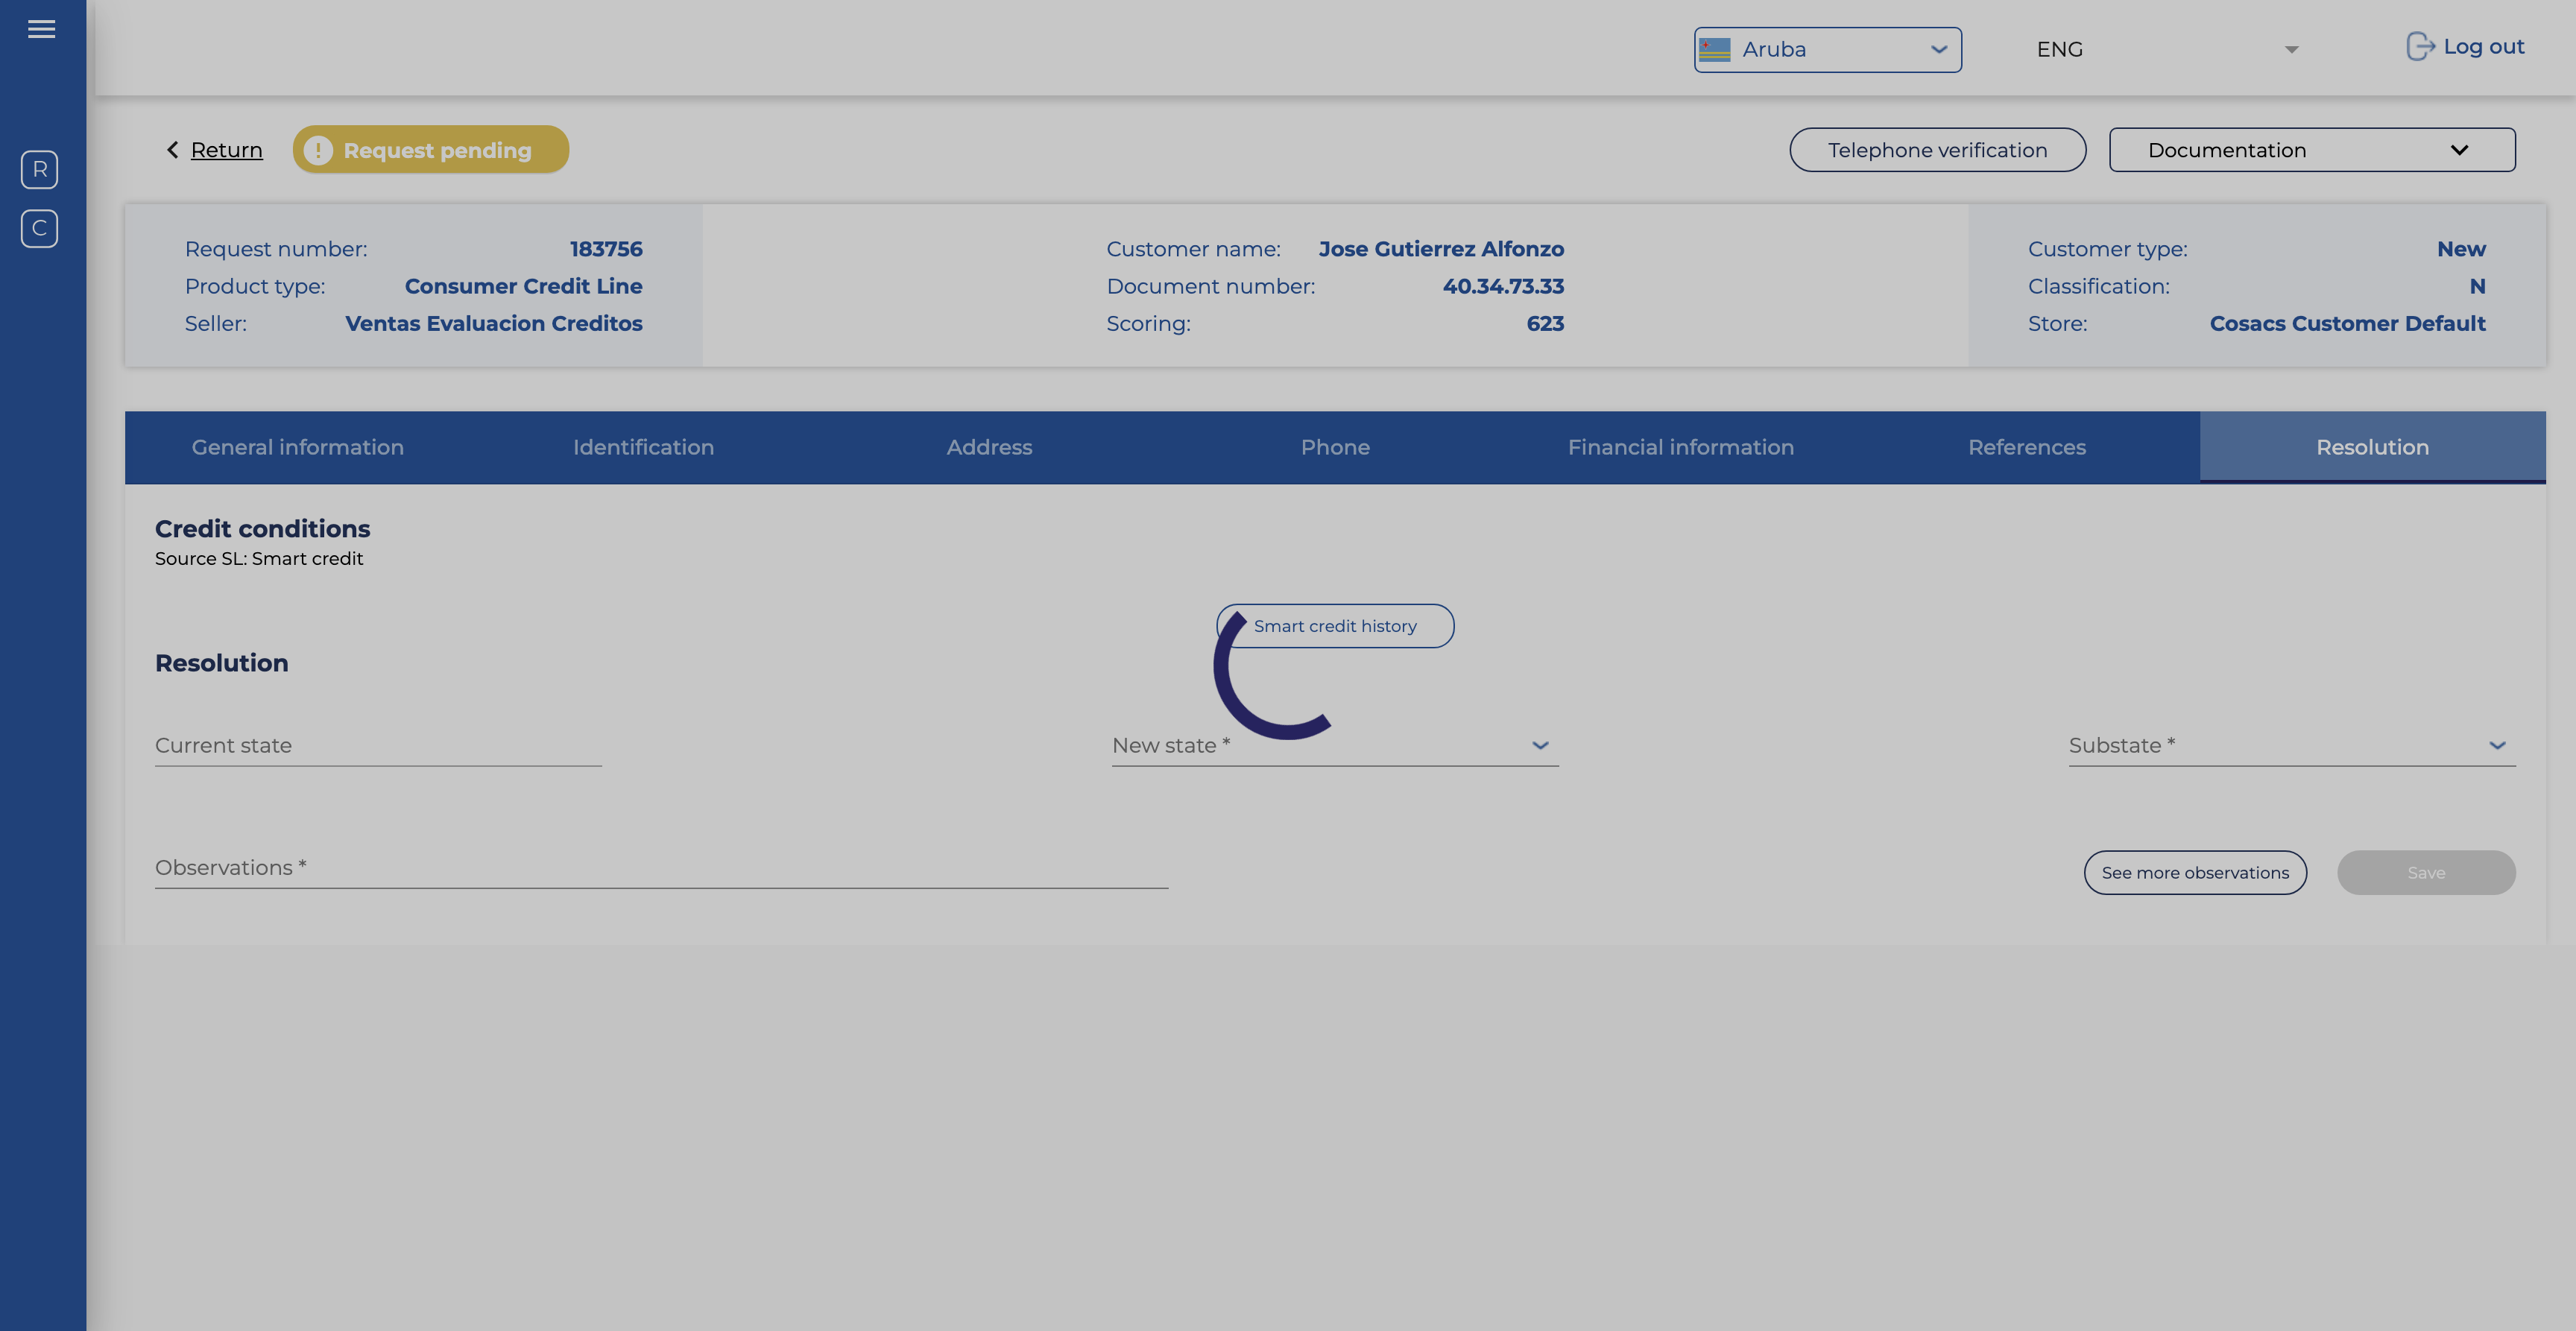 Aruba
ENG
Log out
Return
Request pending
Telephone verification
Documentation
R
C
Request number: 183756
Product type: Consumer Credit Line
Seller: Ventas Evaluacion Creditos
Customer name: Jose Gutierrez Alfonzo
Document number: 40.34.73.33
Scoring: 623
Customer type: New
Classification: N
Store: Cosacs Customer Default
General information
Identification
Address
Phone
Financial information
References
Resolution
Credit conditions
Source SL: Smart credit
Smart credit history
Resolution
Current state
New state *
Substate *
Observations *
See more observations
Save